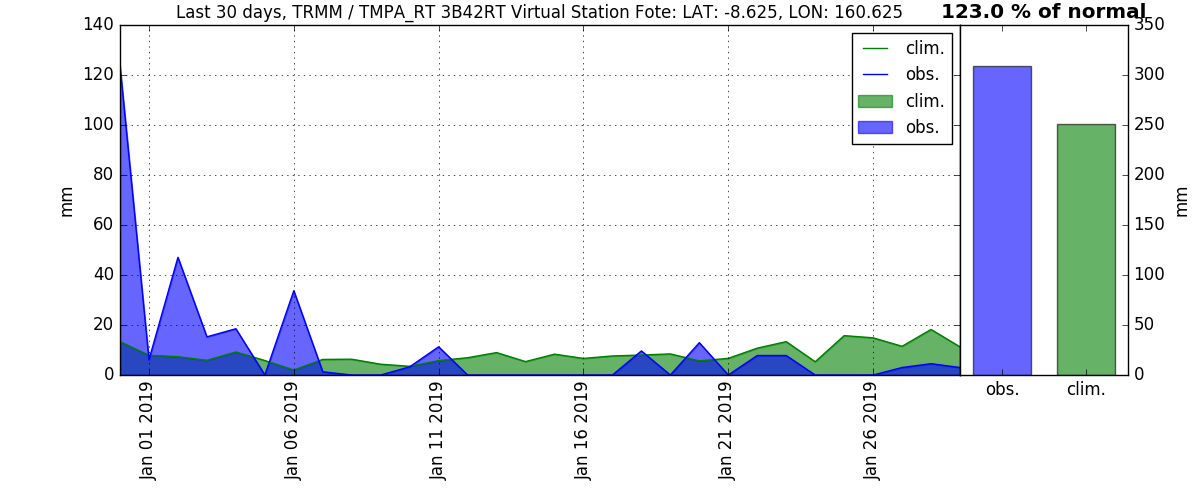 Last 30 days, TRMM / TMPA_RT 3B42RT Virtual Station Fote: LAT: -8.625, LON: 160.625
123.0 % of normal
mm
140
120
100
80
60
40
20
0
clim.
obs.
clim.
obs.
Jan 01 2019
Jan 06 2019
Jan 11 2019
Jan 16 2019
Jan 21 2019
Jan 26 2019
350
300
250
200
150
100
50
0
mm
obs.
clim.